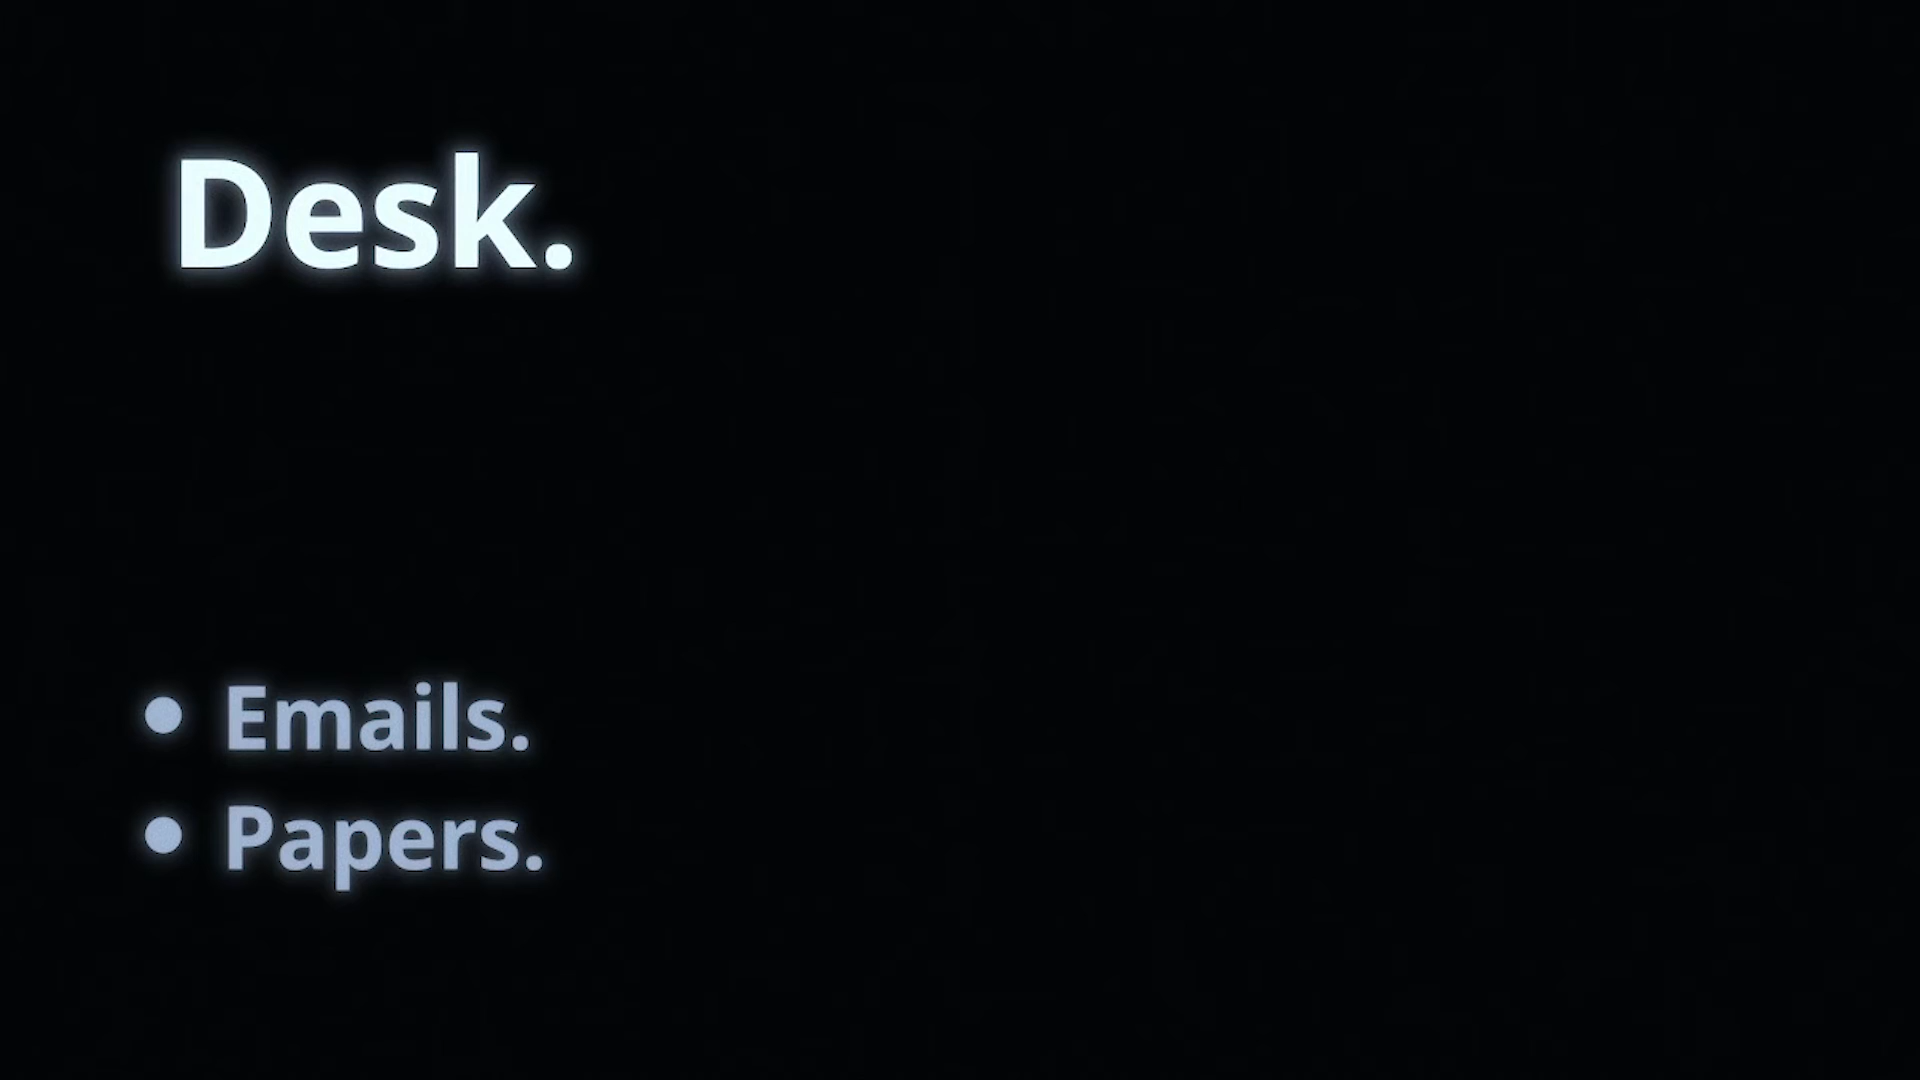 Desk.
• Emails.
• Papers.